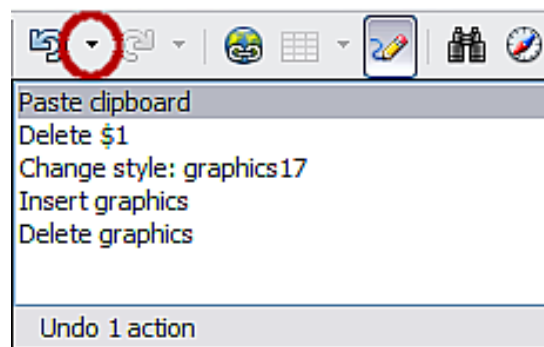 Paste clipboard
Delete $1
Change style: graphics17
Insert graphics
Delete graphics
Undo 1 action